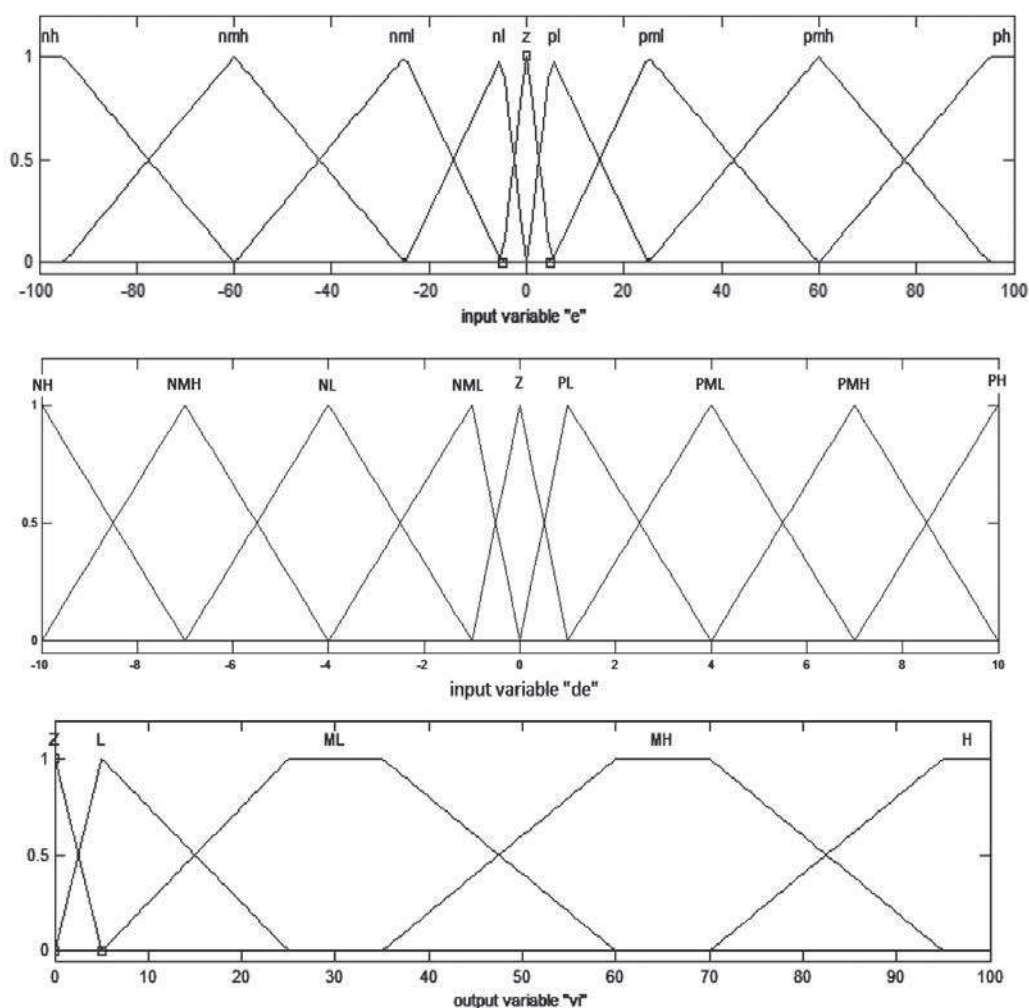 nh nmh nml nl z pl pml pmh ph
1
0.5
0
-100 -80 -60 -40 -20 0 20 40 60 80 100
input variable "e"
NH NMH NL NML Z PL PML PMH PH
1
0.5
0
-10 -8 -6 -4 -2 0 2 4 6 8 10
input variable "de"
Z L ML MH H
1
0.5
0
0 10 20 30 40 50 60 70 80 90 100
output variable "vi"